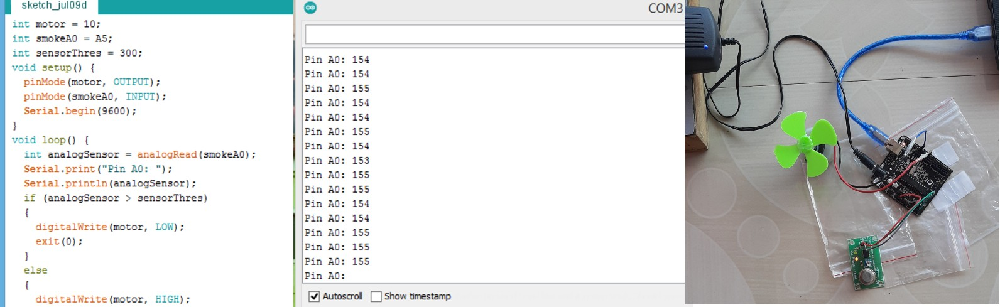 sketch_jul09d
int motor = 10;
int smokeA0 = A5;
int sensorThres = 300;
void setup() {
pinMode(motor, OUTPUT);
pinMode(smokeA0, INPUT);
Serial.begin(9600);
}
void loop() {
int analogSensor = analogRead(smokeA0);
Serial.print("Pin A0: ");
Serial.println(analogSensor);
if (analogSensor > sensorThres)
{
digitalWrite(motor, LOW);
exit(0);
}
else
{
digitalWrite(motor, HIGH);
COM3
Pin A0: 154
Pin A0: 154
Pin A0: 155
Pin A0: 154
Pin A0: 154
Pin A0: 155
Pin A0: 154
Pin A0: 153
Pin A0: 155
Pin A0: 155
Pin A0: 154
Pin A0: 154
Pin A0: 155
Pin A0: 155
Pin A0: 155
Pin A0:
Autoscroll
Show timestamp